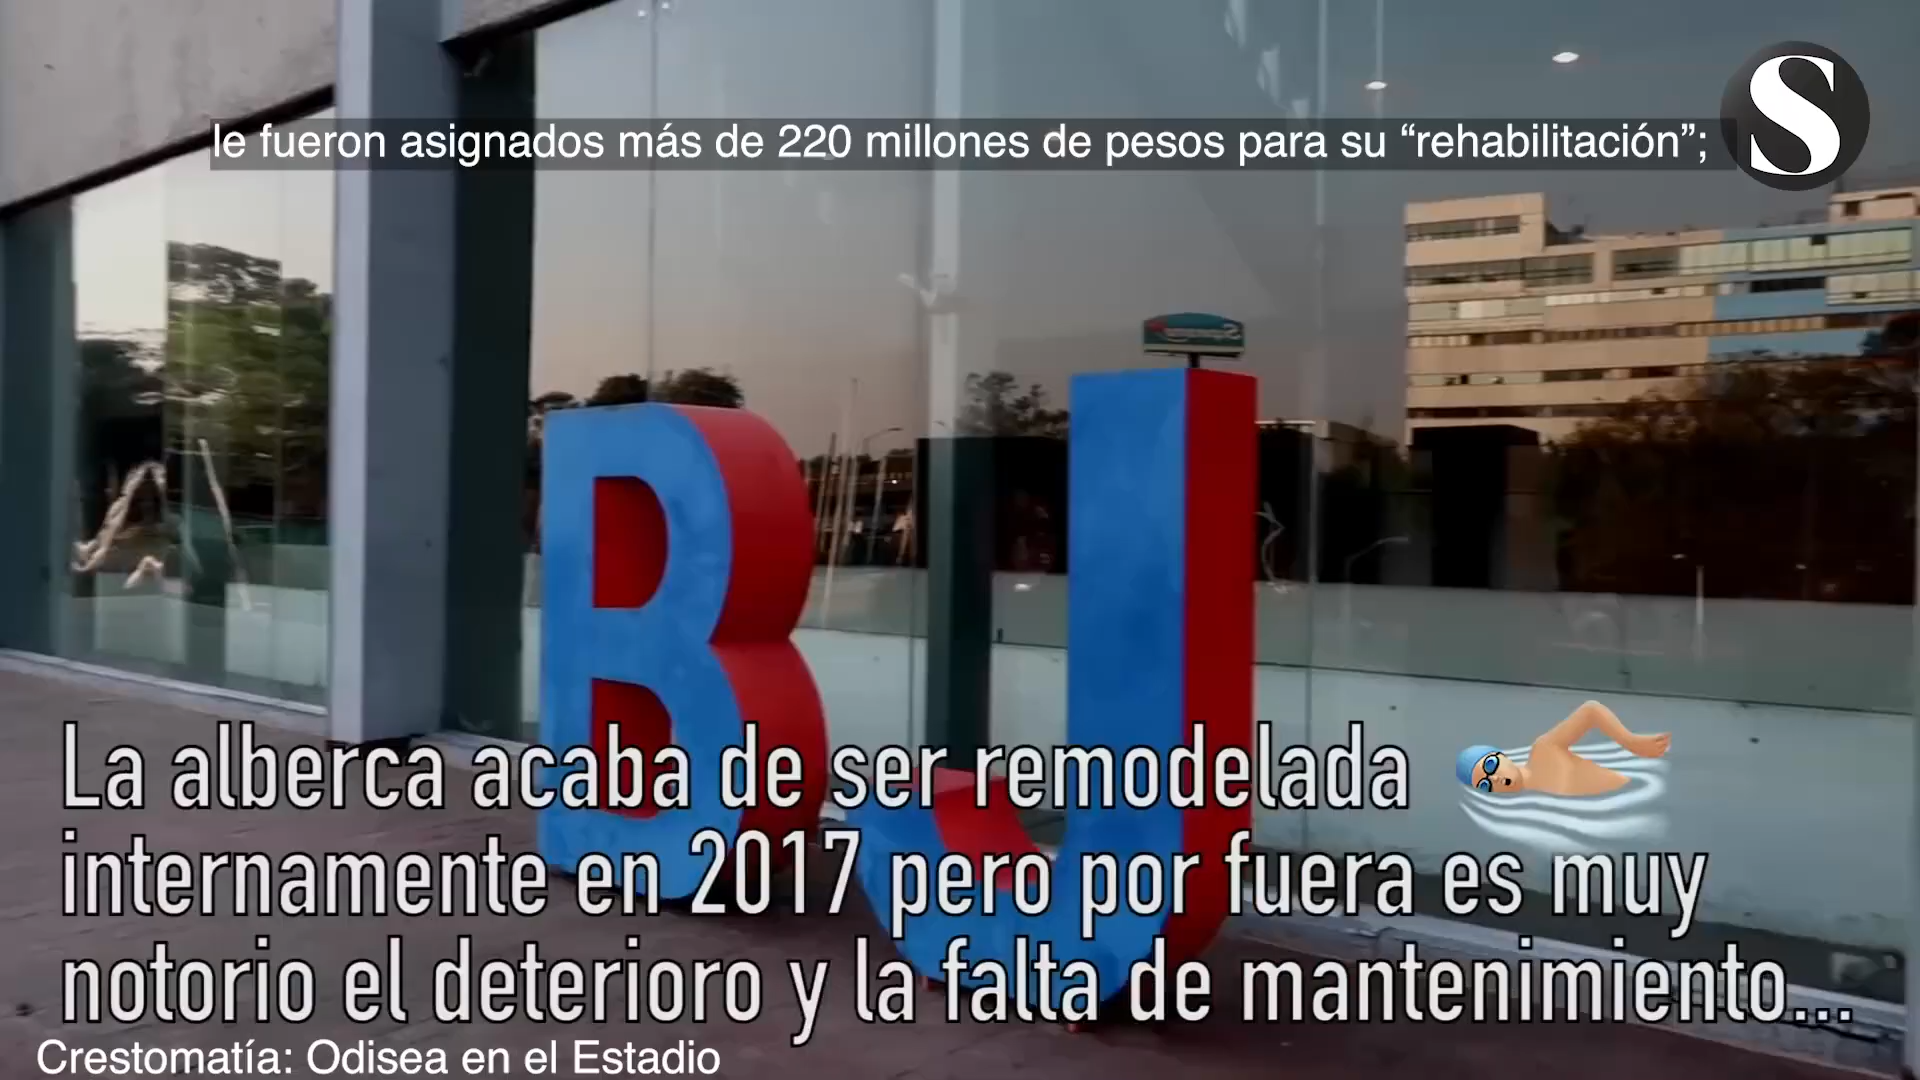 le fueron asignados más de 220 millones de pesos para su “rehabilitación”;
S
BJ
La alberca acaba de ser remodelada
internamente en 2017 pero por fuera es muy
notorio el deterioro y la falta de mantenimiento...
Crestomatía: Odisea en el Estadio